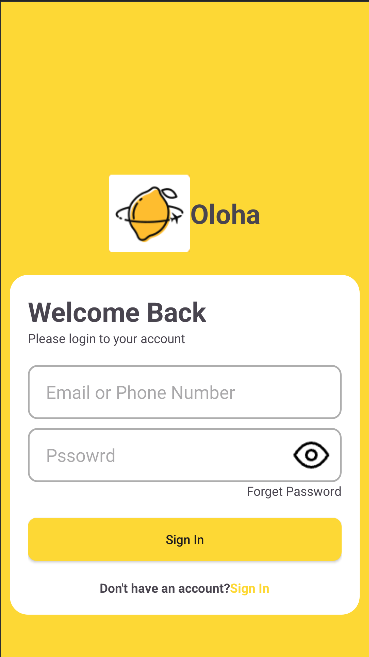 Oloha
Welcome Back
Please login to your account
Email or Phone Number
Pssowrd
Forget Password
Sign In
Don't have an account?Sign In